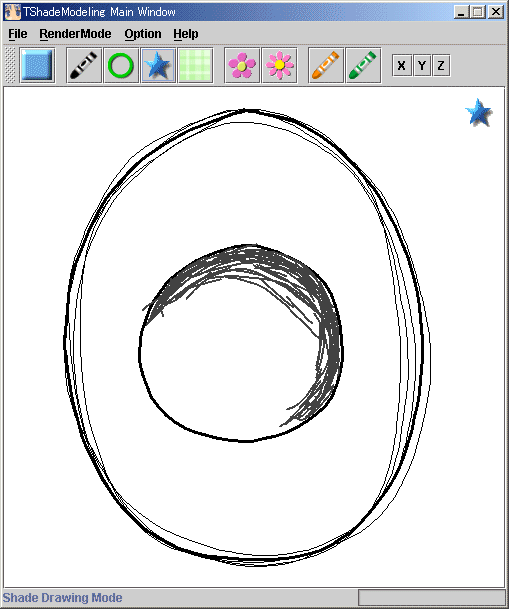 TShadeModeling Main Window
File RenderMode Option Help
X Y Z
Shade Drawing Mode